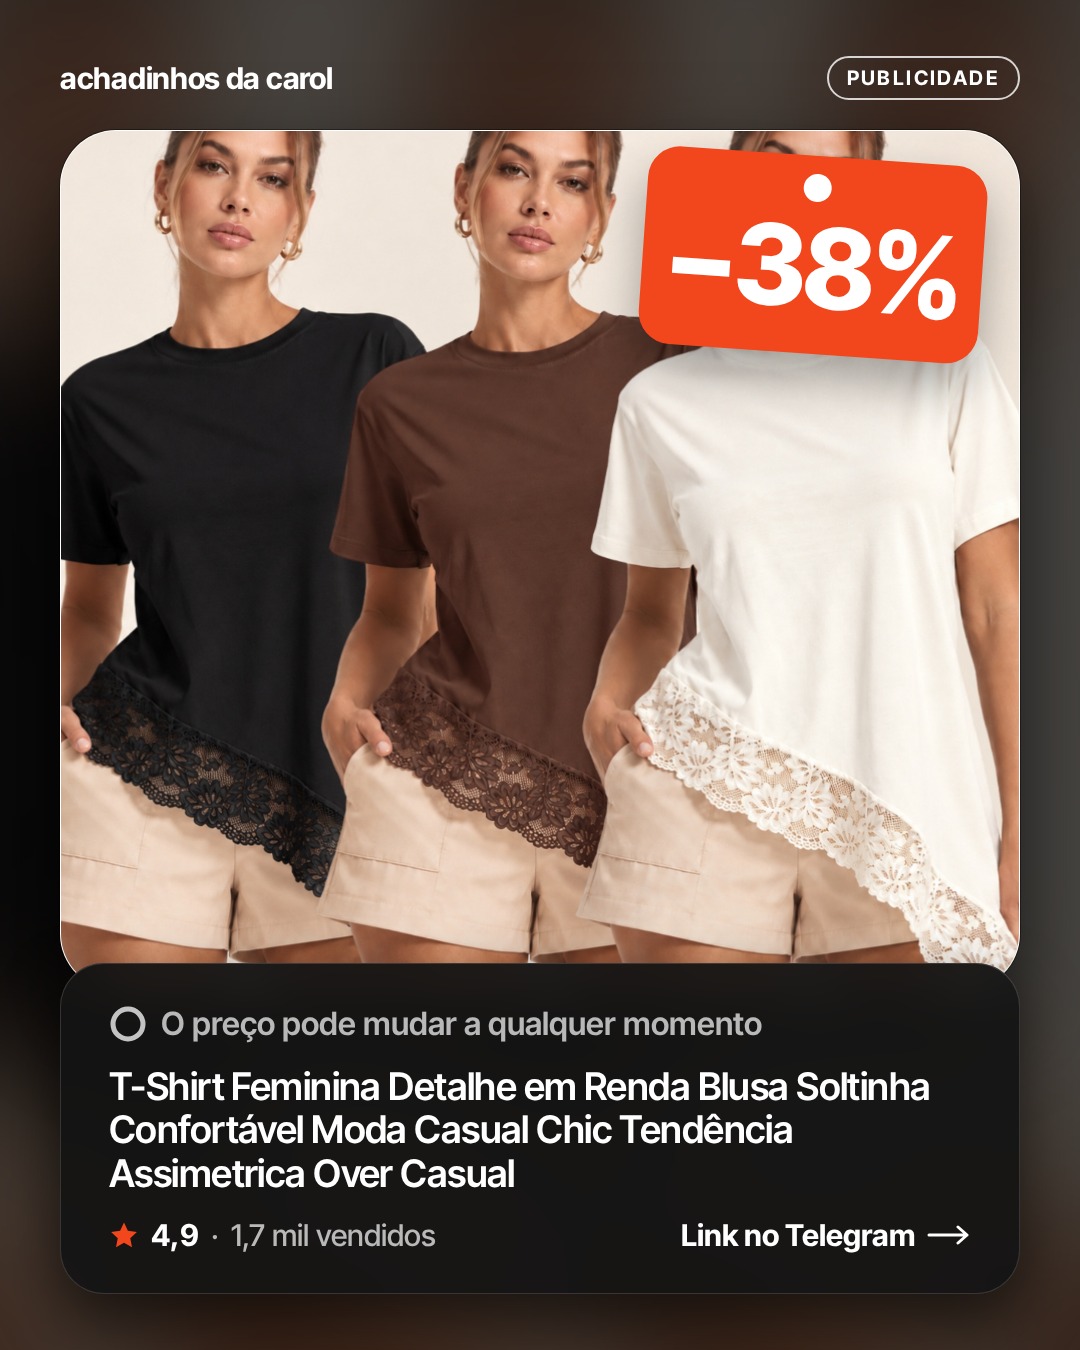 achadinhos da carol
PUBLICIDADE
−38%
O preço pode mudar a qualquer momento
T-Shirt Feminina Detalhe em Renda Blusa Soltinha
Confortável Moda Casual Chic Tendência
Assimetrica Over Casual
4,9 · 1,7 mil vendidos
Link no Telegram →